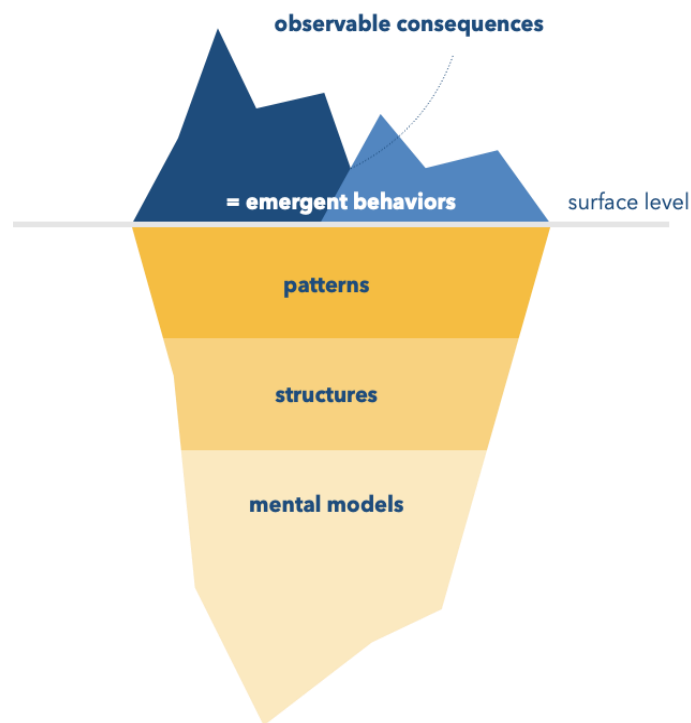 observable consequences
= emergent behaviors
surface level
patterns
structures
mental models